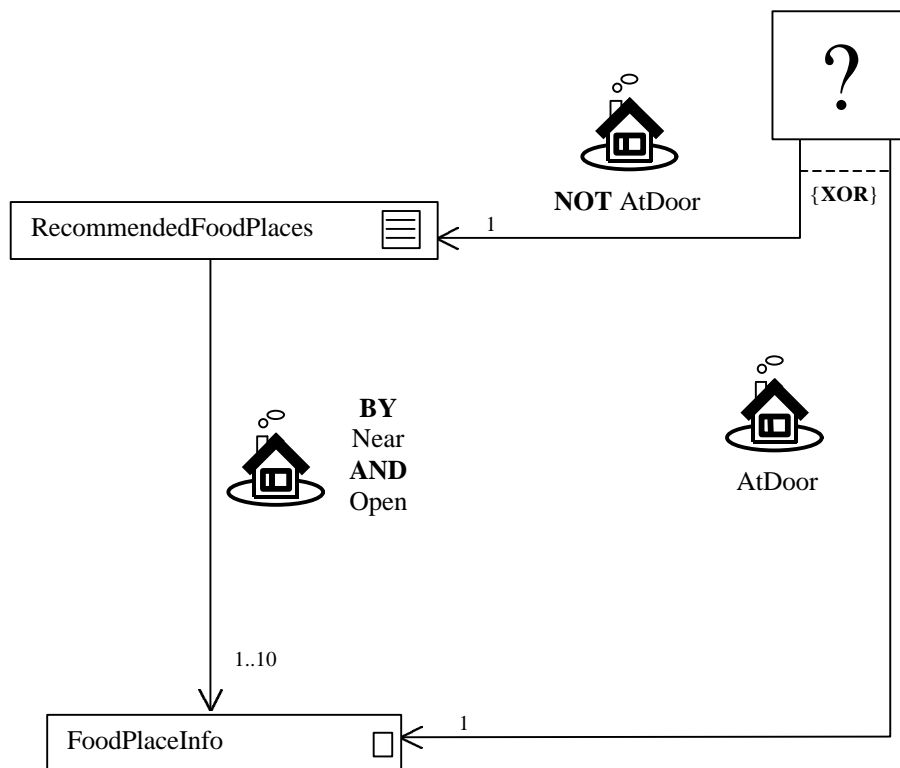 ?
NOT AtDoor
{XOR}
RecommendedFoodPlaces
1
BY
Near
AND
Open
AtDoor
1..10
1
FoodPlaceInfo